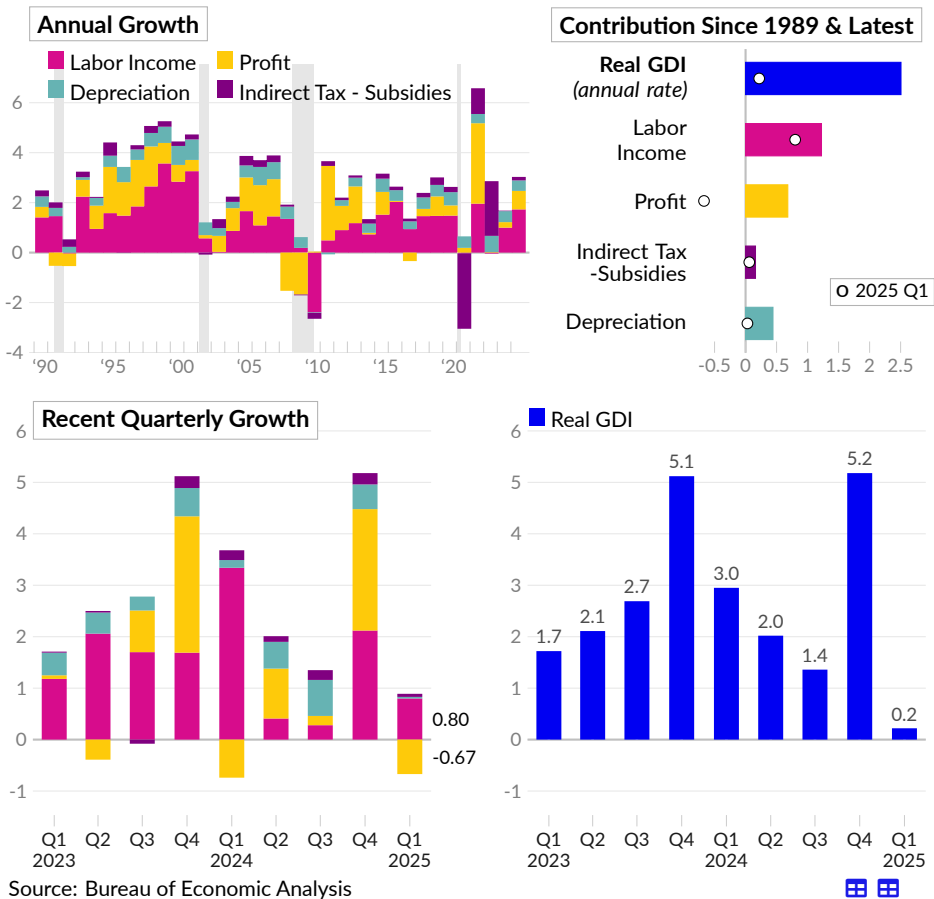 Annual Growth
Labor Income
Profit
Depreciation
Indirect Tax - Subsidies
6
4
2
0
-2
-4
‘90 ‘95 ‘00 ‘05 ‘10 ‘15 ‘20
Contribution Since 1989 & Latest
Real GDI
(annual rate)
Labor
Income
Profit
Indirect Tax
-Subsidies
Depreciation
2025 Q1
-0.5 0 0.5 1 1.5 2 2.5
Recent Quarterly Growth
6
5
4
3
2
1
0
-1
0.80
-0.67
Q1 Q2 Q3 Q4 Q1 Q2 Q3 Q4 Q1
2023 2024 2025
Real GDI
6
5
4
3
2
1
0
-1
1.7 2.1 2.7 5.1 3.0 2.0 1.4 5.2 0.2
Q1 Q2 Q3 Q4 Q1 Q2 Q3 Q4 Q1
2023 2024 2025
Source: Bureau of Economic Analysis